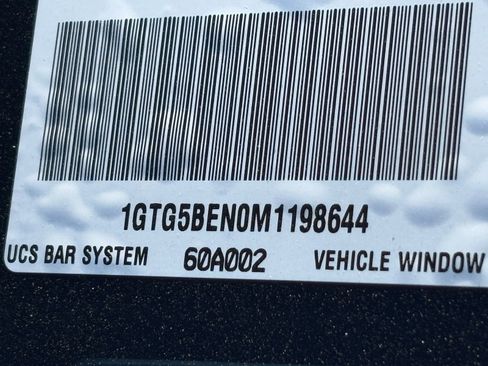 1GTG5BEN0M1198644
UCS BAR SYSTEM 60A002 VEHICLE WINDOW